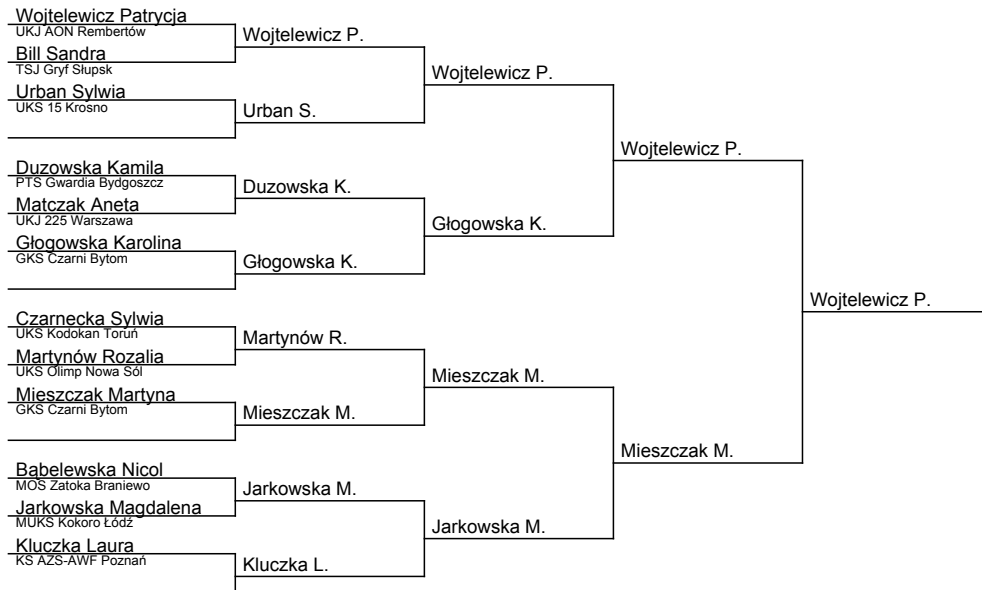 Wojtelewicz Patrycja
UKJ AON Rembertów
Bill Sandra
TSJ Gryf Słupsk
Urban Sylwia
UKS 15 Krosno
Duzowska Kamila
PTS Gwardia Bydgoszcz
Matczak Aneta
UKJ 225 Warszawa
Głogowska Karolina
GKS Czarni Bytom
Czarnecka Sylwia
UKS Kodokan Toruń
Martynów Rozalia
UKS Olimp Nowa Sól
Mieszczak Martyna
GKS Czarni Bytom
Bąbelewska Nicol
MOS Zatoka Braniewo
Jarkowska Magdalena
MUKS Kokoro Łódź
Kluczka Laura
KS AZS-AWF Poznań
Wojtelewicz P.
Urban S.
Duzowska K.
Głogowska K.
Martynów R.
Mieszczak M.
Jarkowska M.
Kluczka L.
Wojtelewicz P.
Głogowska K.
Mieszczak M.
Jarkowska M.
Wojtelewicz P.
Mieszczak M.
Wojtelewicz P.